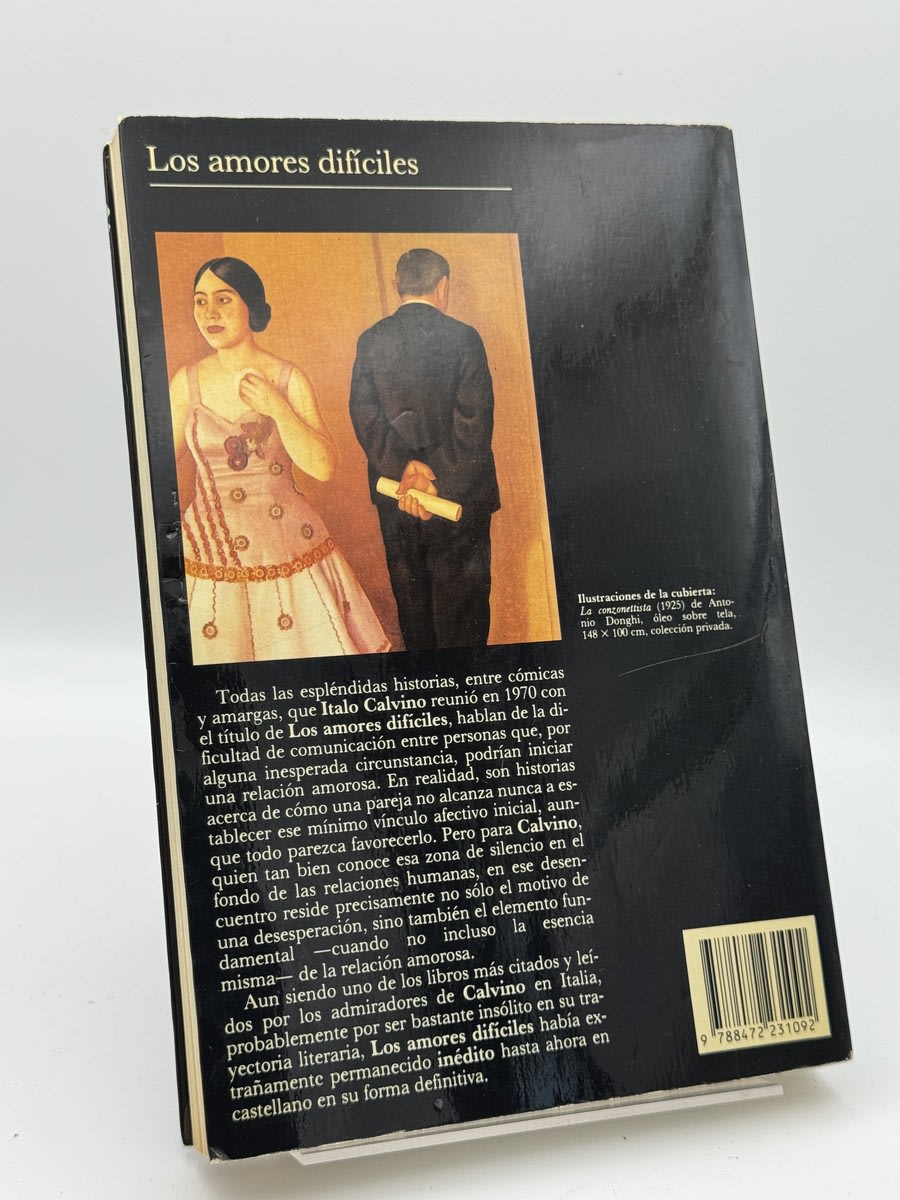 Los amores difíciles
Ilustraciones de la cubierta:
La conzonettista (1925) de Anto-
nio Donghi, óleo sobre tela,
148 × 100 cm, colección privada.
Todas las espléndidas historias, entre cómicas
y amargas, que Italo Calvino reunió en 1970 con
el título de Los amores difíciles, hablan de la di-
ficultad de comunicación entre personas que, por
alguna inesperada circunstancia, podrían iniciar
una relación amorosa. En realidad, son historias
acerca de cómo una pareja no alcanza nunca a es-
tablecer ese mínimo vínculo afectivo inicial, aun-
que todo parezca favorecerlo. Pero para Calvino,
quien tan bien conoce esa zona de silencio en el
fondo de las relaciones humanas, en ese desen-
cuentro reside precisamente no sólo el motivo de
una desesperación, sino también el elemento fun-
damental —cuando no incluso la esencia
misma— de la relación amorosa.
Aun siendo uno de los libros más citados y leí-
dos por los admiradores de Calvino en Italia,
probablemente por ser bastante insólito en su tra-
yectoria literaria, Los amores difíciles había ex-
trañamente permanecido inédito hasta ahora en
castellano en su forma definitiva.
9 788472 231092